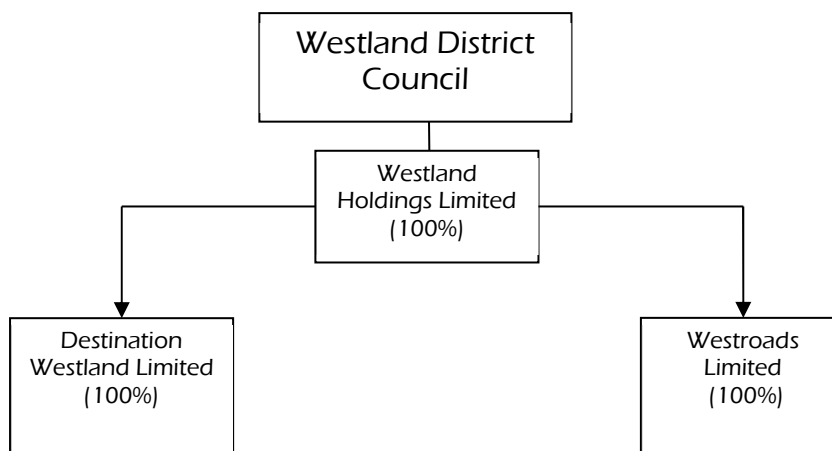 Westland District
Council
Westland
Holdings Limited
(100%)
Destination
Westland Limited
(100%)
Westroads
Limited
(100%)